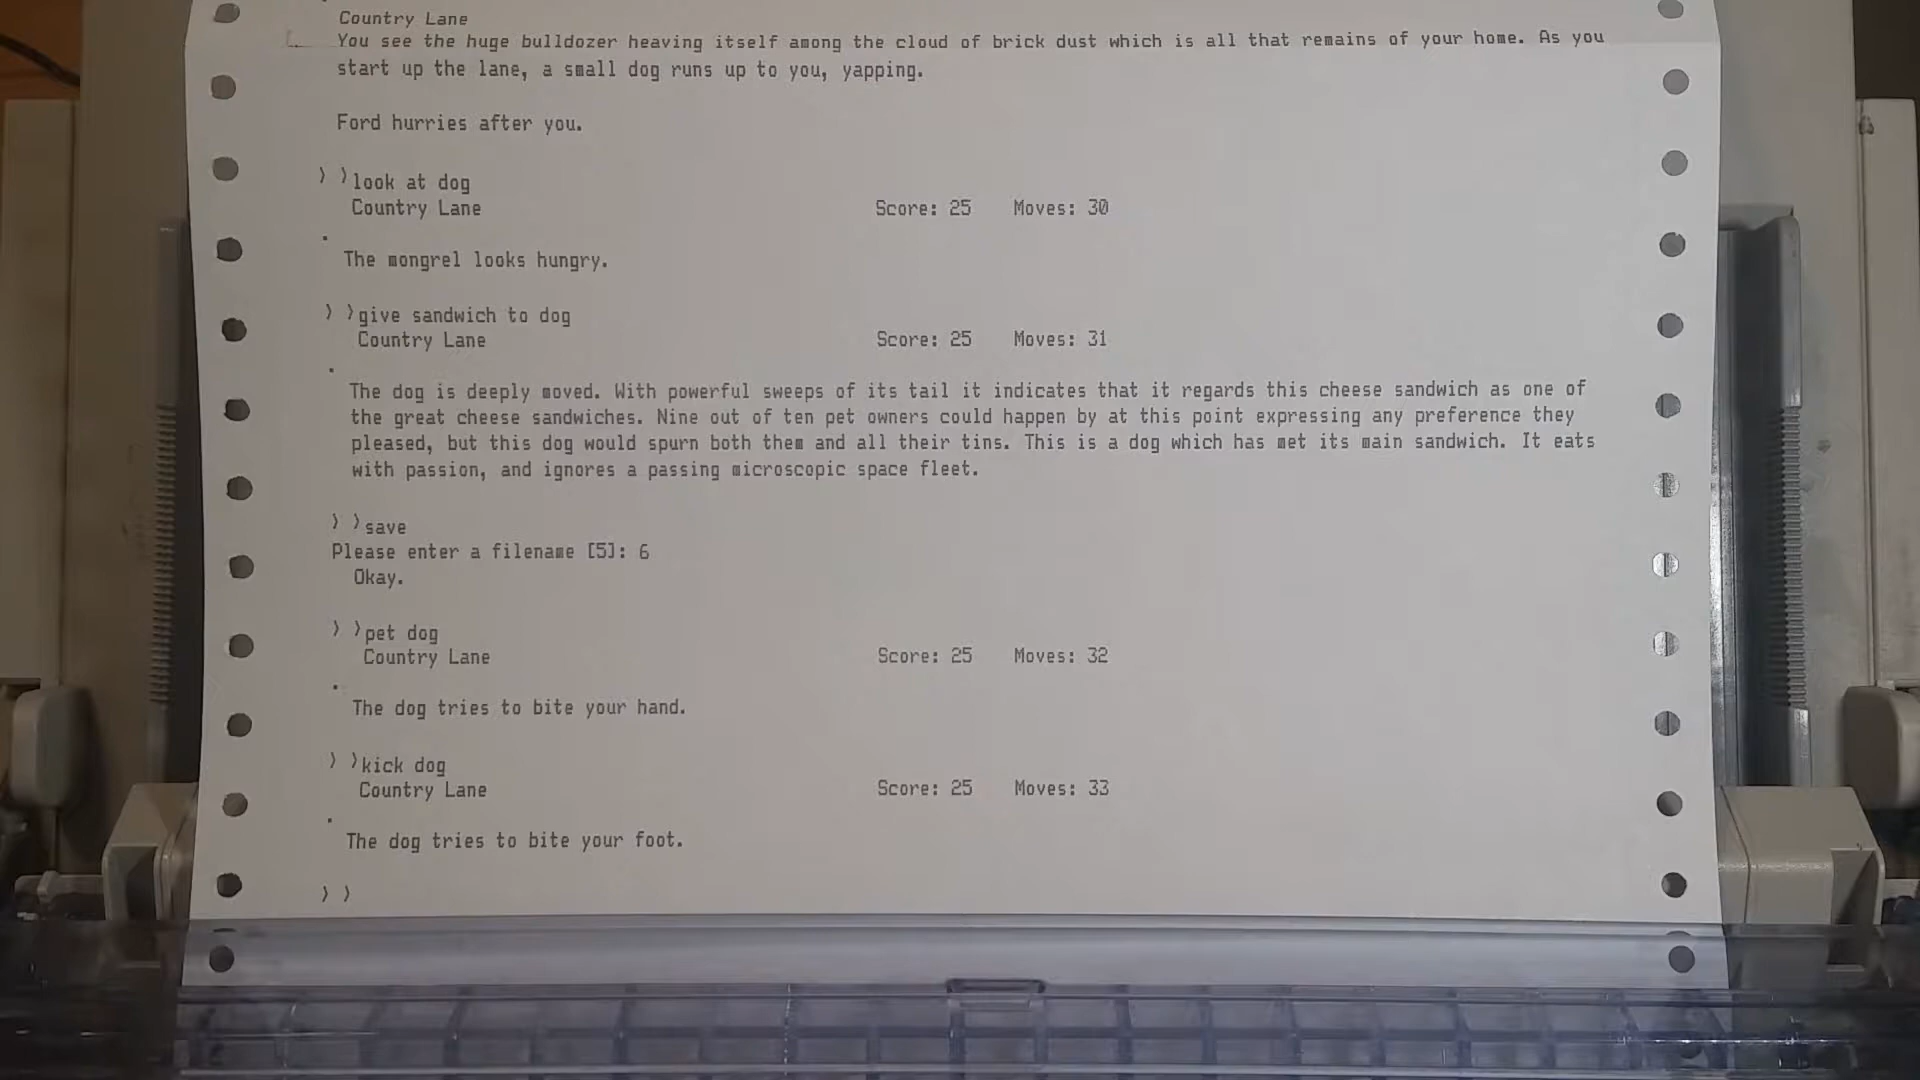 Country Lane
You see the huge bulldozer heaving itself among the cloud of brick dust which is all that remains of your home. As you
start up the lane, a small dog runs up to you, yapping.
Ford hurries after you.
> >look at dog
Country Lane Score: 25 Moves: 30
.
The mongrel looks hungry.
> >give sandwich to dog
Country Lane Score: 25 Moves: 31
.
The dog is deeply moved. With powerful sweeps of its tail it indicates that it regards this cheese sandwich as one of
the great cheese sandwiches. Nine out of ten pet owners could happen by at this point expressing any preference they
pleased, but this dog would spurn both them and all their tins. This is a dog which has met its main sandwich. It eats
with passion, and ignores a passing microscopic space fleet.
> >save
Please enter a filename [5]: 6
Okay.
> >pet dog
Country Lane Score: 25 Moves: 32
.
The dog tries to bite your hand.
> >kick dog
Country Lane Score: 25 Moves: 33
.
The dog tries to bite your foot.
> >